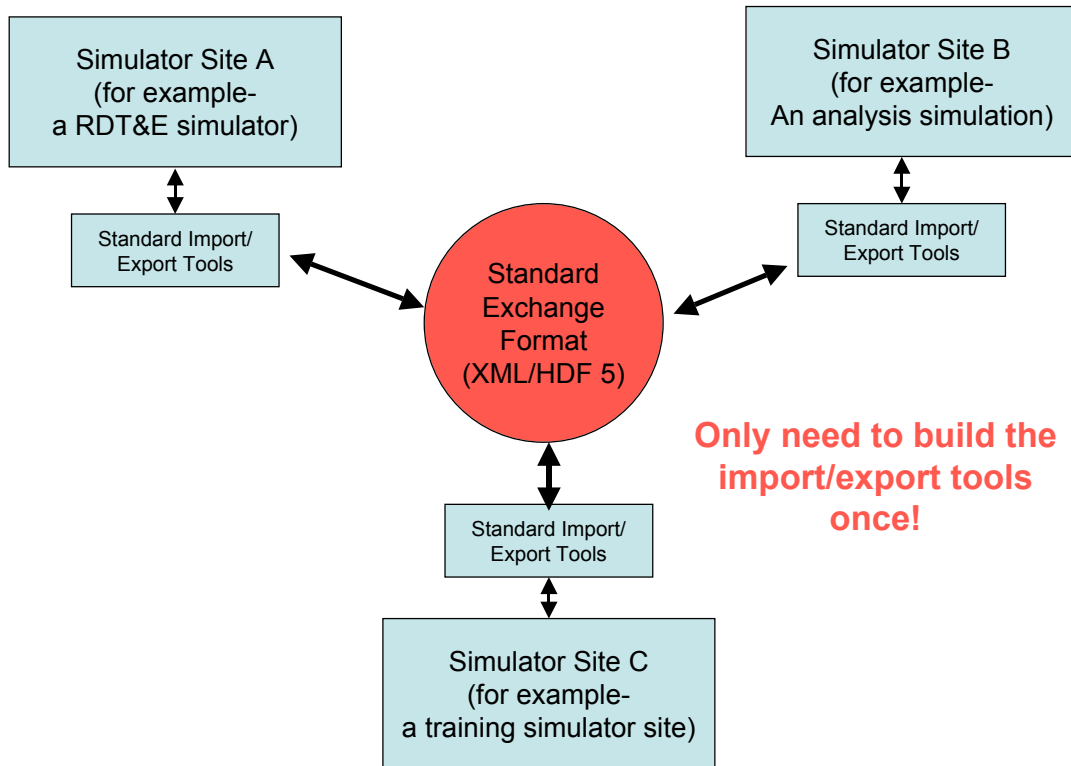 Simulator Site A
(for example-
a RDT&E simulator)
Simulator Site B
(for example-
An analysis simulation)
Standard Import/
Export Tools
Standard Import/
Export Tools
Standard
Exchange
Format
(XML/HDF 5)
Only need to build the
import/export tools
once!
Standard Import/
Export Tools
Simulator Site C
(for example-
a training simulator site)